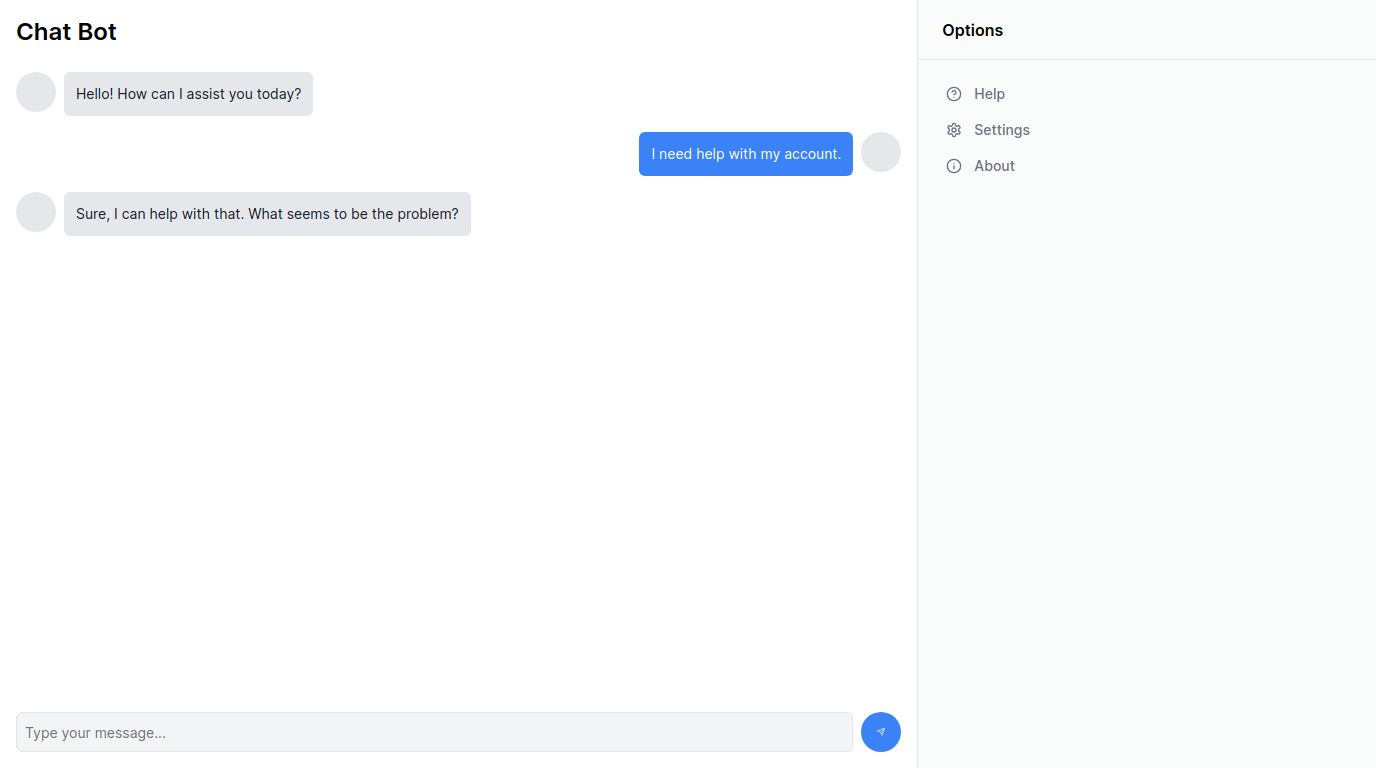 Chat Bot
Hello! How can I assist you today?
I need help with my account.
Sure, I can help with that. What seems to be the problem?
Type your message...
Options
Help
Settings
About